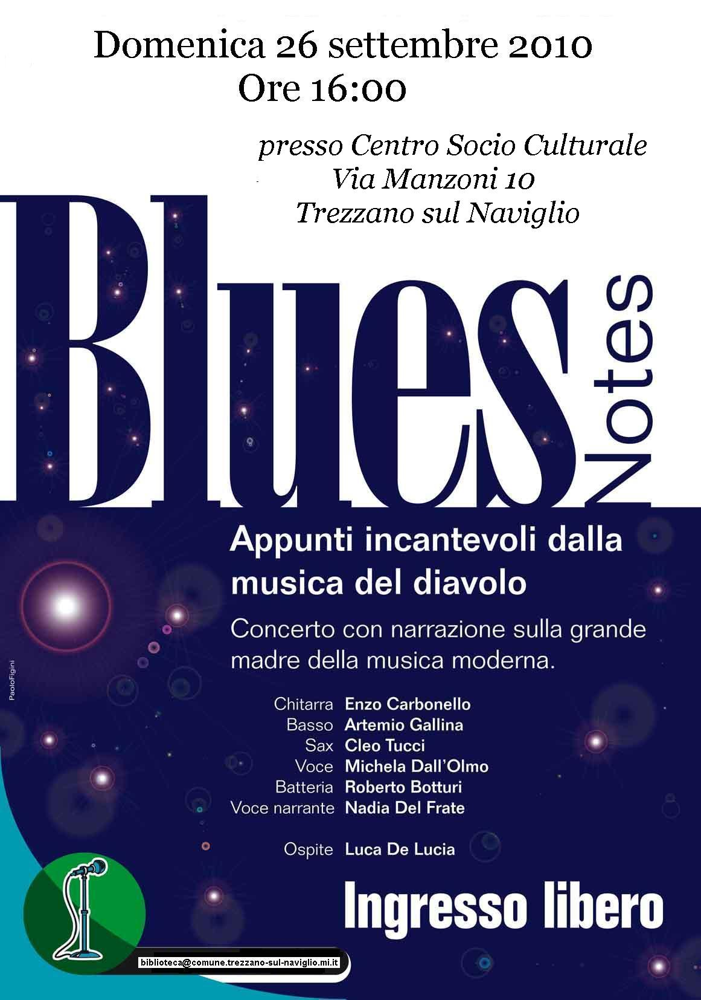 Domenica 26 settembre 2010
Ore 16:00
presso Centro Socio Culturale
Via Manzoni 10
Trezzano sul Naviglio
Blues
Notes
Appunti incantevoli dalla
musica del diavolo
Concerto con narrazione sulla grande
madre della musica moderna.
PaoloFigini
Chitarra Enzo Carbonello
Basso Artemio Gallina
Sax Cleo Tucci
Voce Michela Dall'Olmo
Batteria Roberto Botturi
Voce narrante Nadia Del Frate
Ospite Luca De Lucia
Ingresso libero
biblioteca@comune.trezzano-sul-naviglio.mi.it